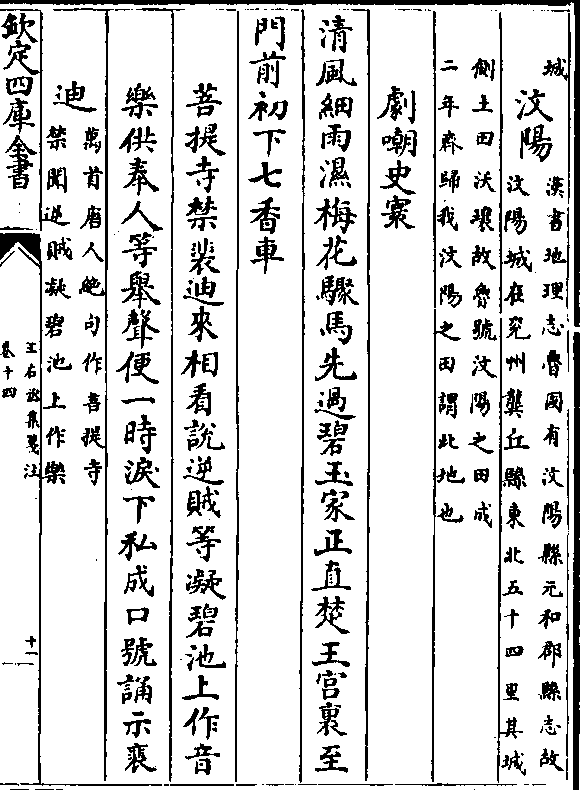 城
汶陽
漢書地理志魯國有汶陽縣元和郡縣志故
汶陽城在兖州龔丘縣東北五十四里其城
側土田沃壤故魯號汶陽之田成
二年齊歸我汶陽之田謂此地也
劇嘲史寰
清風細雨濕梅花驟馬先過碧玉家正直楚王宫裏至
門前初下七香車
菩提寺禁裴迪來相看說逆賊等凝碧池上作音
樂供奉人等舉聲便一時淚下私成口號誦示裴
迪
萬首唐人絶句作菩提寺
禁聞逆賊凝碧池上作樂
欽定四庫全書
王右丞集箋注
卷十四
十一